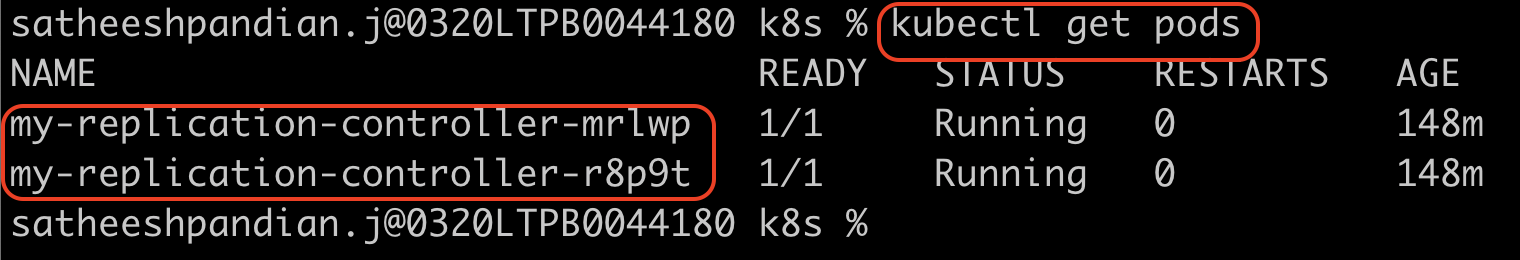 satheeshpandian.j@0320LTPB0044180 k8s % kubectl get pods
NAME READY STATUS RESTARTS AGE
my-replication-controller-mrlwp 1/1 Running 0 148m
my-replication-controller-r8p9t 1/1 Running 0 148m
satheeshpandian.j@0320LTPB0044180 k8s %